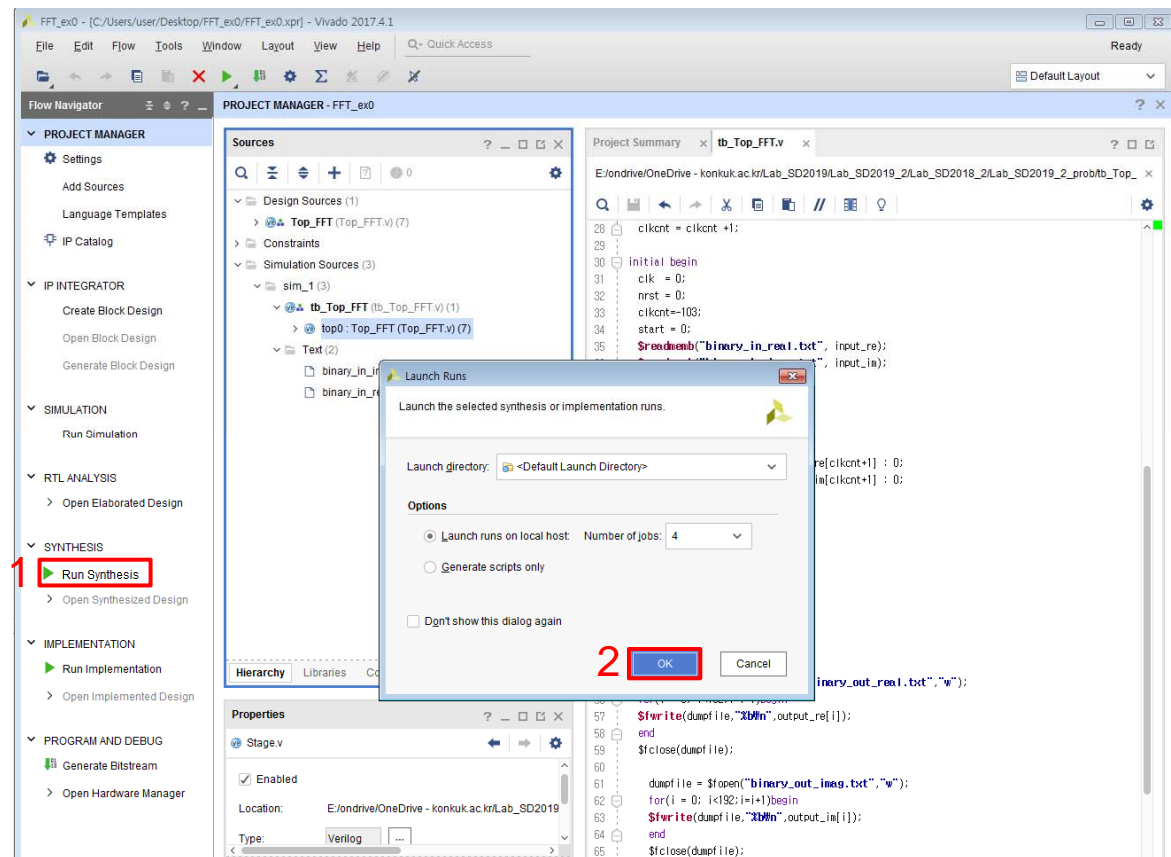 FFT_ex0 - [C:/Users/user/Desktop/FFT_ex0/FFT_ex0.xpr] - Vivado 2017.4.1
File Edit Flow Tools Window Layout View Help Q- Quick Access Ready
Default Layout
Flow Navigator
PROJECT MANAGER - FFT_ex0
PROJECT MANAGER
Settings
Add Sources
Language Templates
IP Catalog
IP INTEGRATOR
Create Block Design
Open Block Design
Generate Block Design
SIMULATION
Run Simulation
RTL ANALYSIS
Open Elaborated Design
SYNTHESIS
1
Run Synthesis
Open Synthesized Design
IMPLEMENTATION
Run Implementation
Open Implemented Design
PROGRAM AND DEBUG
Generate Bitstream
Open Hardware Manager
Sources
0
Design Sources (1)
Top_FFT (Top_FFT.v) (7)
Constraints
Simulation Sources (3)
sim_1 (3)
tb_Top_FFT (tb_Top_FFT.v) (1)
top0 : Top_FFT (Top_FFT.v) (7)
Text (2)
binary_in_i
binary_in_re
Hierarchy Libraries Co
Properties
Stage.v
Enabled
Location: E:/ondrive/OneDrive - konkuk.ac.kr/Lab_SD2019
Type: Verilog ...
Project Summary tb_Top_FFT.v
E:/ondrive/OneDrive - konkuk.ac.kr/Lab_SD2019/Lab_SD2019_2/Lab_SD2018_2/Lab_SD2019_2_prob/tb_Top_
28 clkcnt = clkcnt +1;
29
30 initial begin
31 clk = 0;
32 nrst = 0;
33 clkcnt=-103;
34 start = 0;
35 $readmemb("binary_in_real.txt", input_re);
", input_im);
re[clkcnt+1] : 0;
im[clkcnt+1] : 0;
inary_out_real.txt","w");
57 $fwrite(dumpfile,"%b₩n",output_re[i]);
58 end
59 $fclose(dumpfile);
60
61 dumpfile = $fopen("binary_out_imag.txt","w");
62 for(i = 0; i<192;i=i+1)begin
63 $fwrite(dumpfile,"%b₩n",output_im[i]);
64 end
65 $fclose(dumpfile);
Launch Runs
Launch the selected synthesis or implementation runs.
Launch directory: <Default Launch Directory>
Options
Launch runs on local host: Number of jobs: 4
Generate scripts only
Don't show this dialog again
2
OK Cancel